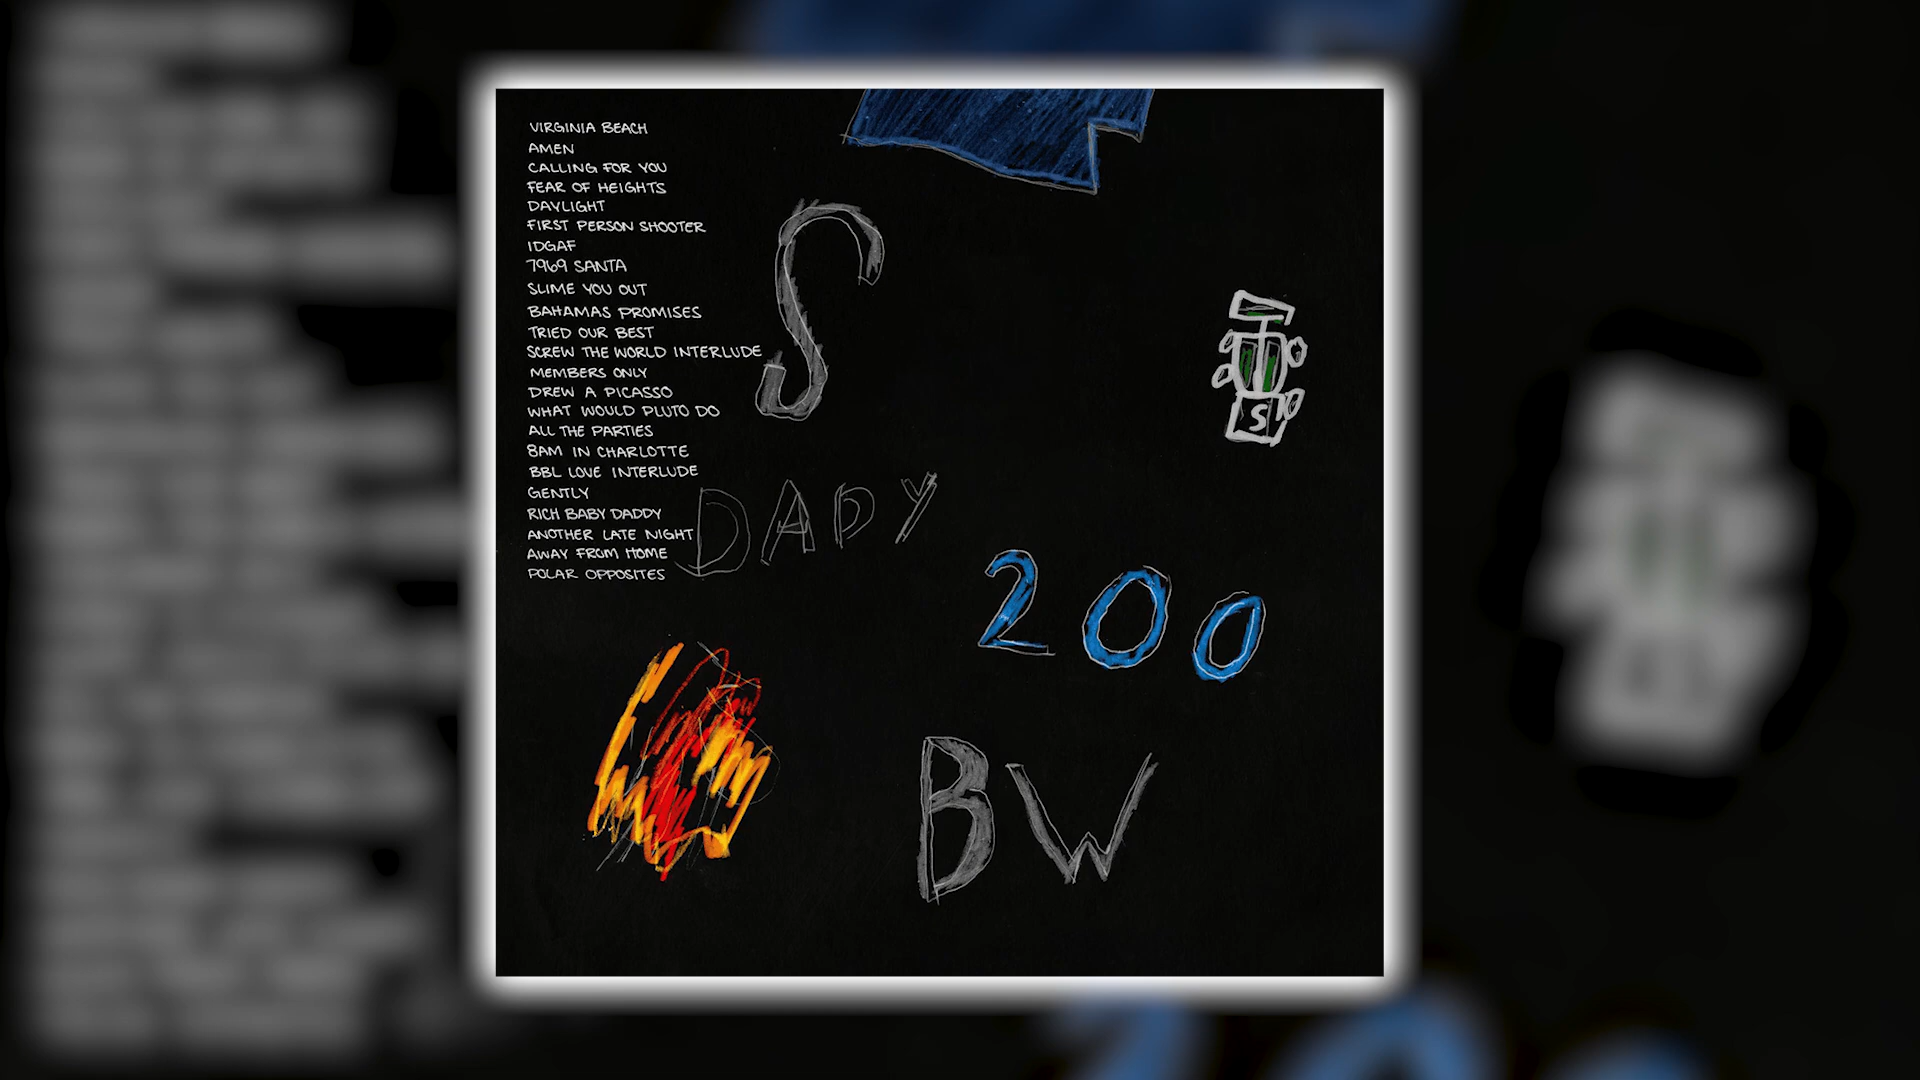 VIRGINIA BEACH
AMEN
CALLING FOR YOU
FEAR OF HEIGHTS
DAYLIGHT
FIRST PERSON SHOOTER
IDGAF
7969 SANTA
SLIME YOU OUT
BAHAMAS PROMISES
TRIED OUR BEST
SCREW THE WORLD INTERLUDE
MEMBERS ONLY
DREW A PICASSO
WHAT WOULD PLUTO DO
ALL THE PARTIES
8AM IN CHARLOTTE
BBL LOVE INTERLUDE
GENTLY
RICH BABY DADDY
ANOTHER LATE NIGHT
AWAY FROM HOME
POLAR OPPOSITES
S
S
DADY
200
BW